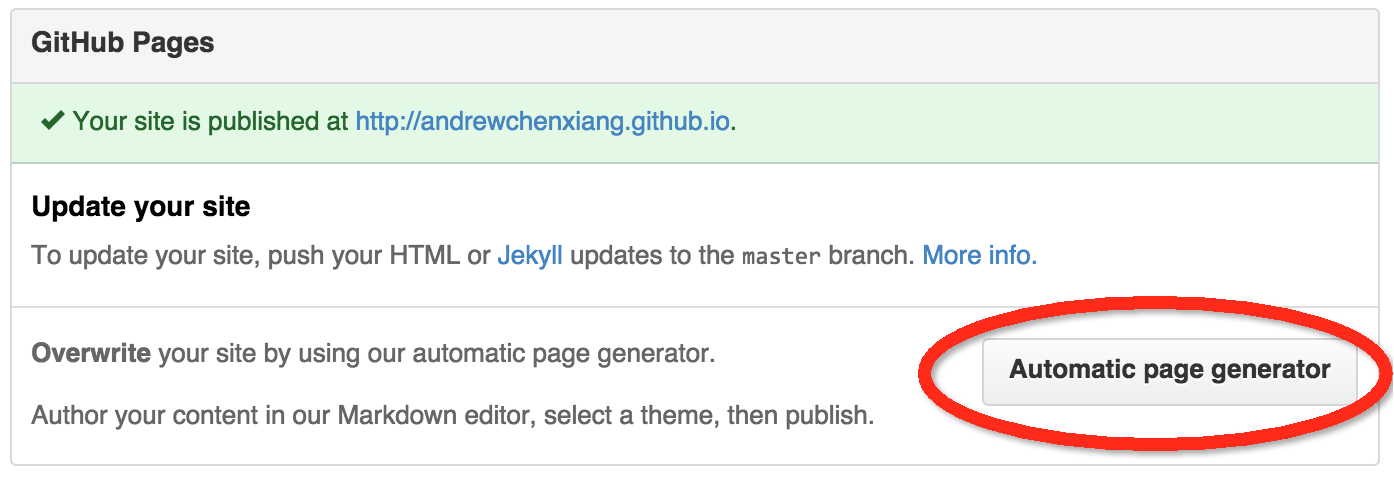 GitHub Pages
✔ Your site is published at http://andrewchenxiang.github.io.
Update your site
To update your site, push your HTML or Jekyll updates to the master branch. More info.
Overwrite your site by using our automatic page generator.
Automatic page generator
Author your content in our Markdown editor, select a theme, then publish.